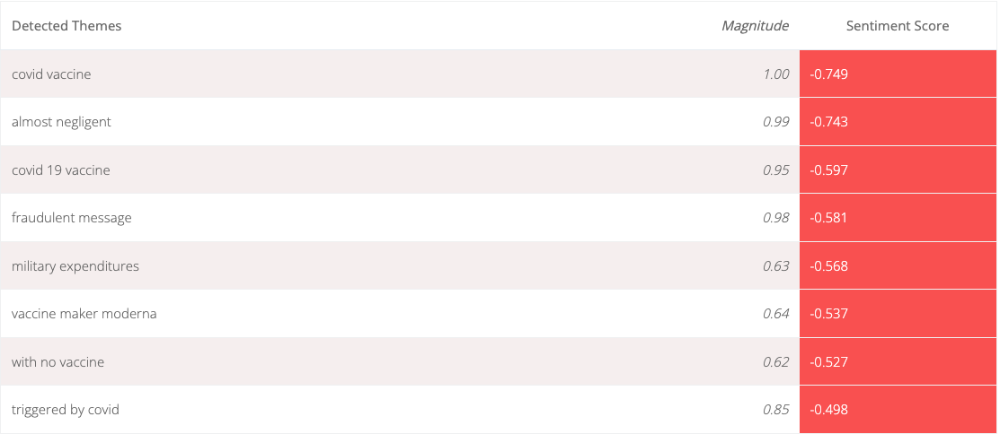 Detected Themes Magnitude Sentiment Score
covid vaccine 1.00 -0.749
almost negligent 0.99 -0.743
covid 19 vaccine 0.95 -0.597
fraudulent message 0.98 -0.581
military expenditures 0.63 -0.568
vaccine maker moderna 0.64 -0.537
with no vaccine 0.62 -0.527
triggered by covid 0.85 -0.498